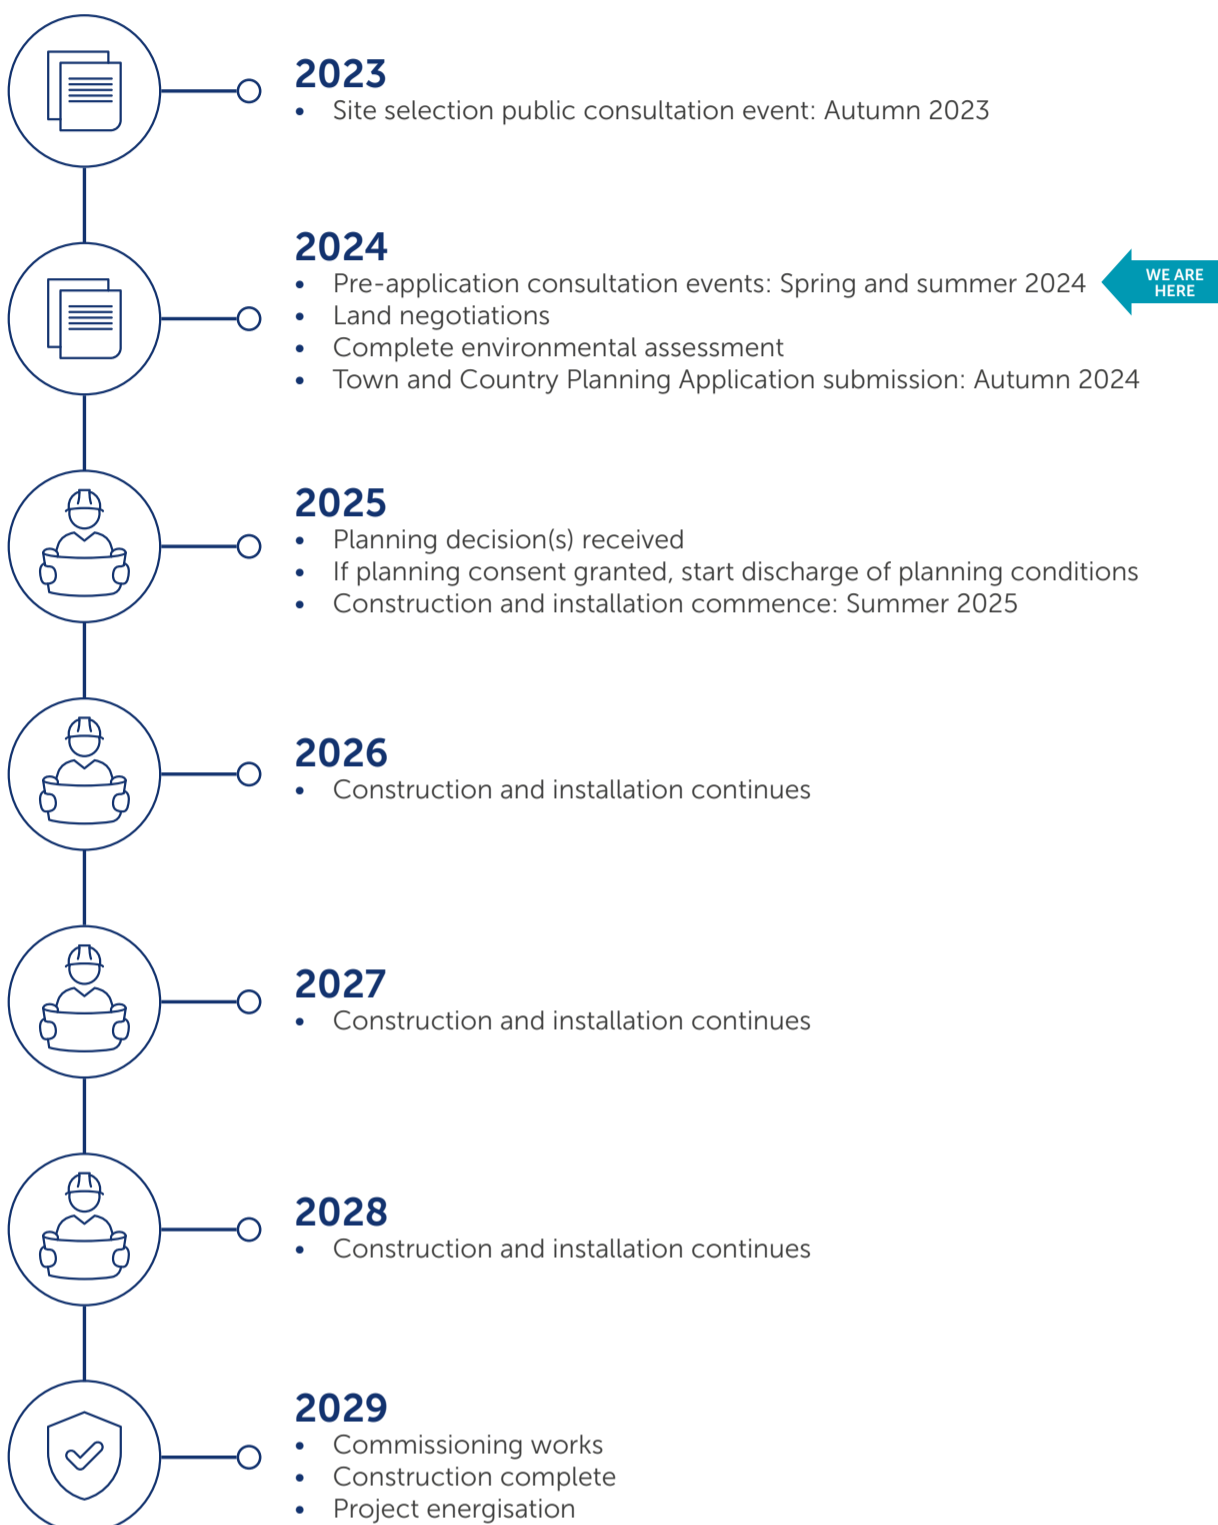 2023
• Site selection public consultation event: Autumn 2023
2024
• Pre-application consultation events: Spring and summer 2024
WE ARE
HERE
• Land negotiations
• Complete environmental assessment
• Town and Country Planning Application submission: Autumn 2024
2025
• Planning decision(s) received
• If planning consent granted, start discharge of planning conditions
• Construction and installation commence: Summer 2025
2026
• Construction and installation continues
2027
• Construction and installation continues
2028
• Construction and installation continues
2029
• Commissioning works
• Construction complete
• Project energisation